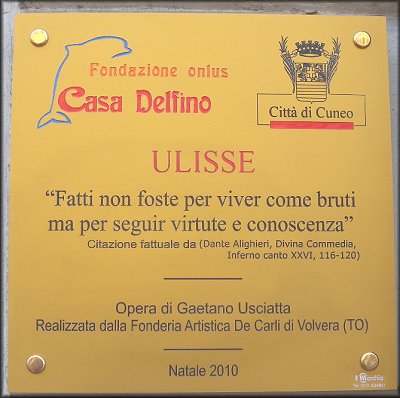 Fondazione onlus
Casa Delfino
Città di Cuneo
ULISSE
“Fatti non foste per viver come bruti
ma per seguir virtute e conoscenza”
Citazione fattuale da (Dante Alighieri, Divina Commedia,
Inferno canto XXVI, 116-120)
Opera di Gaetano Usciatta
Realizzata dalla Fonderia Artistica De Carli di Volvera (TO)
Natale 2010